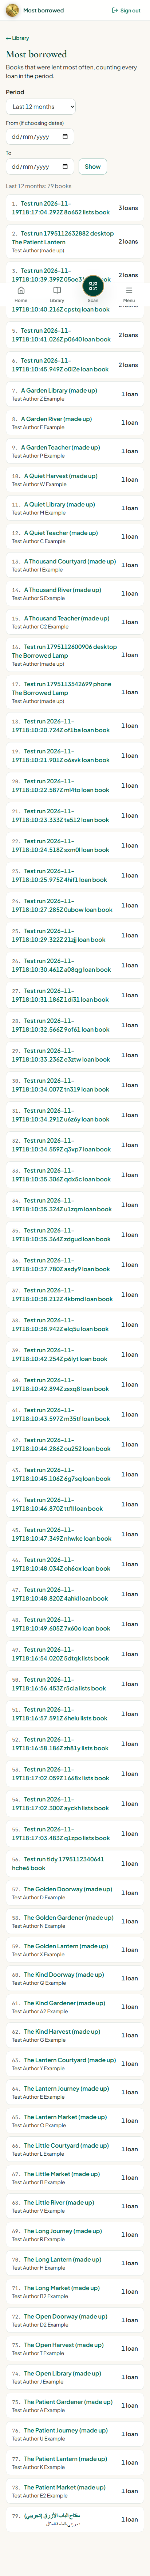 Most borrowed
Sign out
← Library
Most borrowed
Books that were lent most often, counting every
loan in the period.
Period
Last 12 months
From (if choosing dates)
dd/mm/yyyy
To
dd/mm/yyyy
Show
Last 12 months: 79 books
1. Test run 2026-11-
19T18:17:04.292Z 8o652 lists book
3 loans
2. Test run 1795112632882 desktop
The Patient Lantern
Test Author (made up)
2 loans
3. Test run 2026-11-
2 loans
Home
Library
Scan
Menu
2 loans
5. Test run 2026-11-
19T18:10:41.026Z p0640 loan book
2 loans
6. Test run 2026-11-
19T18:10:45.949Z o0i2e loan book
2 loans
7. A Garden Library (made up)
Test Author Z Example
1 loan
8. A Garden River (made up)
Test Author F Example
1 loan
9. A Garden Teacher (made up)
Test Author P Example
1 loan
10. A Quiet Harvest (made up)
Test Author W Example
1 loan
11. A Quiet Library (made up)
Test Author M Example
1 loan
12. A Quiet Teacher (made up)
Test Author C Example
1 loan
13. A Thousand Courtyard (made up)
Test Author I Example
1 loan
14. A Thousand River (made up)
Test Author S Example
1 loan
15. A Thousand Teacher (made up)
Test Author C2 Example
1 loan
16. Test run 1795112600906 desktop
The Borrowed Lamp
Test Author (made up)
1 loan
17. Test run 1795113542699 phone
The Borrowed Lamp
Test Author (made up)
1 loan
18. Test run 2026-11-
19T18:10:20.724Z of1ba loan book
1 loan
19. Test run 2026-11-
19T18:10:21.901Z o6svk loan book
1 loan
20. Test run 2026-11-
19T18:10:22.587Z ml4to loan book
1 loan
21. Test run 2026-11-
19T18:10:23.333Z ta512 loan book
1 loan
22. Test run 2026-11-
19T18:10:24.518Z sxm0l loan book
1 loan
23. Test run 2026-11-
19T18:10:25.975Z 4hif1 loan book
1 loan
24. Test run 2026-11-
19T18:10:27.285Z 0ubow loan book
1 loan
25. Test run 2026-11-
19T18:10:29.322Z 21zjj loan book
1 loan
26. Test run 2026-11-
19T18:10:30.461Z a08qg loan book
1 loan
27. Test run 2026-11-
19T18:10:31.186Z 1di31 loan book
1 loan
28. Test run 2026-11-
19T18:10:32.566Z 9of61 loan book
1 loan
29. Test run 2026-11-
19T18:10:33.236Z e3ztw loan book
1 loan
30. Test run 2026-11-
19T18:10:34.007Z tn319 loan book
1 loan
31. Test run 2026-11-
19T18:10:34.291Z u6z6y loan book
1 loan
32. Test run 2026-11-
19T18:10:34.559Z q3vp7 loan book
1 loan
33. Test run 2026-11-
19T18:10:35.306Z qdx5c loan book
1 loan
34. Test run 2026-11-
19T18:10:35.324Z u1zqm loan book
1 loan
35. Test run 2026-11-
19T18:10:35.364Z zdgud loan book
1 loan
36. Test run 2026-11-
19T18:10:37.780Z asdy9 loan book
1 loan
37. Test run 2026-11-
19T18:10:38.212Z 4kbmd loan book
1 loan
38. Test run 2026-11-
19T18:10:38.942Z elq5u loan book
1 loan
39. Test run 2026-11-
19T18:10:42.254Z p6lyt loan book
1 loan
40. Test run 2026-11-
19T18:10:42.894Z zsxq8 loan book
1 loan
41. Test run 2026-11-
19T18:10:43.597Z m35tf loan book
1 loan
42. Test run 2026-11-
19T18:10:44.286Z ou252 loan book
1 loan
43. Test run 2026-11-
19T18:10:45.106Z 6g7sq loan book
1 loan
44. Test run 2026-11-
19T18:10:46.870Z loan book
1 loan
45. Test run 2026-11-
19T18:10:47.349Z nhwkc loan book
1 loan
46. Test run 2026-11-
19T18:10:48.034Z oh6ox loan book
1 loan
47. Test run 2026-11-
19T18:10:48.820Z 4ahkl loan book
1 loan
48. Test run 2026-11-
19T18:10:49.605Z 7x60o loan book
1 loan
49. Test run 2026-11-
19T18:16:54.020Z 5dtqk lists book
1 loan
50. Test run 2026-11-
19T18:16:56.453Z r5cla lists book
1 loan
51. Test run 2026-11-
19T18:16:57.591Z 6helu lists book
1 loan
52. Test run 2026-11-
19T18:16:58.186Z zh81y lists book
1 loan
53. Test run 2026-11-
19T18:17:02.059Z 1668x lists book
1 loan
54. Test run 2026-11-
19T18:17:02.300Z ayckh lists book
1 loan
55. Test run 2026-11-
19T18:17:03.483Z q1zpo lists book
1 loan
56. Test run tidy 1795112340641
hche6 book
1 loan
57. The Golden Doorway (made up)
Test Author D Example
1 loan
58. The Golden Gardener (made up)
Test Author N Example
1 loan
59. The Golden Lantern (made up)
Test Author X Example
1 loan
60. The Kind Doorway (made up)
Test Author Q Example
1 loan
61. The Kind Gardener (made up)
Test Author A2 Example
1 loan
62. The Kind Harvest (made up)
Test Author G Example
1 loan
63. The Lantern Courtyard (made up)
Test Author Y Example
1 loan
64. The Lantern Journey (made up)
Test Author E Example
1 loan
65. The Lantern Market (made up)
Test Author O Example
1 loan
66. The Little Courtyard (made up)
Test Author L Example
1 loan
67. The Little Market (made up)
Test Author B Example
1 loan
68. The Little River (made up)
Test Author V Example
1 loan
69. The Long Journey (made up)
Test Author R Example
1 loan
70. The Long Lantern (made up)
Test Author H Example
1 loan
71. The Long Market (made up)
Test Author B2 Example
1 loan
72. The Open Doorway (made up)
Test Author D2 Example
1 loan
73. The Open Harvest (made up)
Test Author T Example
1 loan
74. The Open Library (made up)
Test Author J Example
1 loan
75. The Patient Gardener (made up)
Test Author A Example
1 loan
76. The Patient Journey (made up)
Test Author U Example
1 loan
77. The Patient Lantern (made up)
Test Author K Example
1 loan
78. The Patient Market (made up)
Test Author E2 Example
1 loan
79. مفتاح الباب الأزرق (تجريبي)
تجريبي فاطمة المثال
1 loan